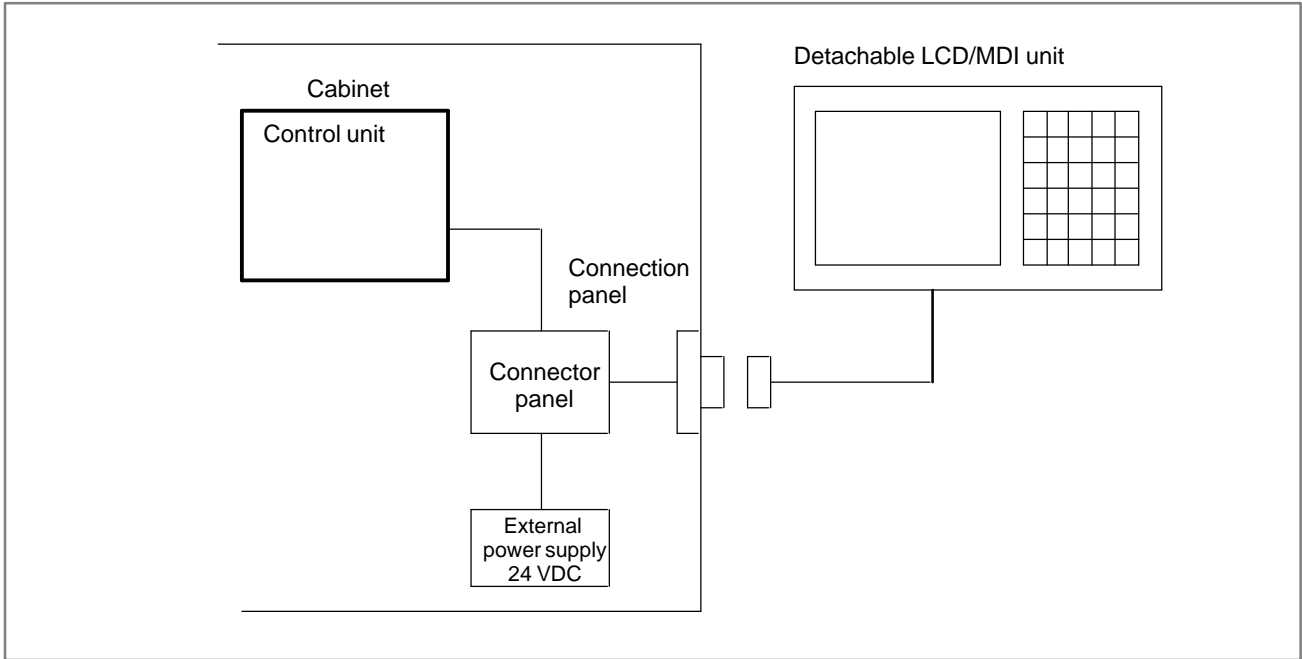 Detachable LCD/MDI unit
Cabinet
Control unit
Connection
panel
Connector
panel
External
power supply
24 VDC